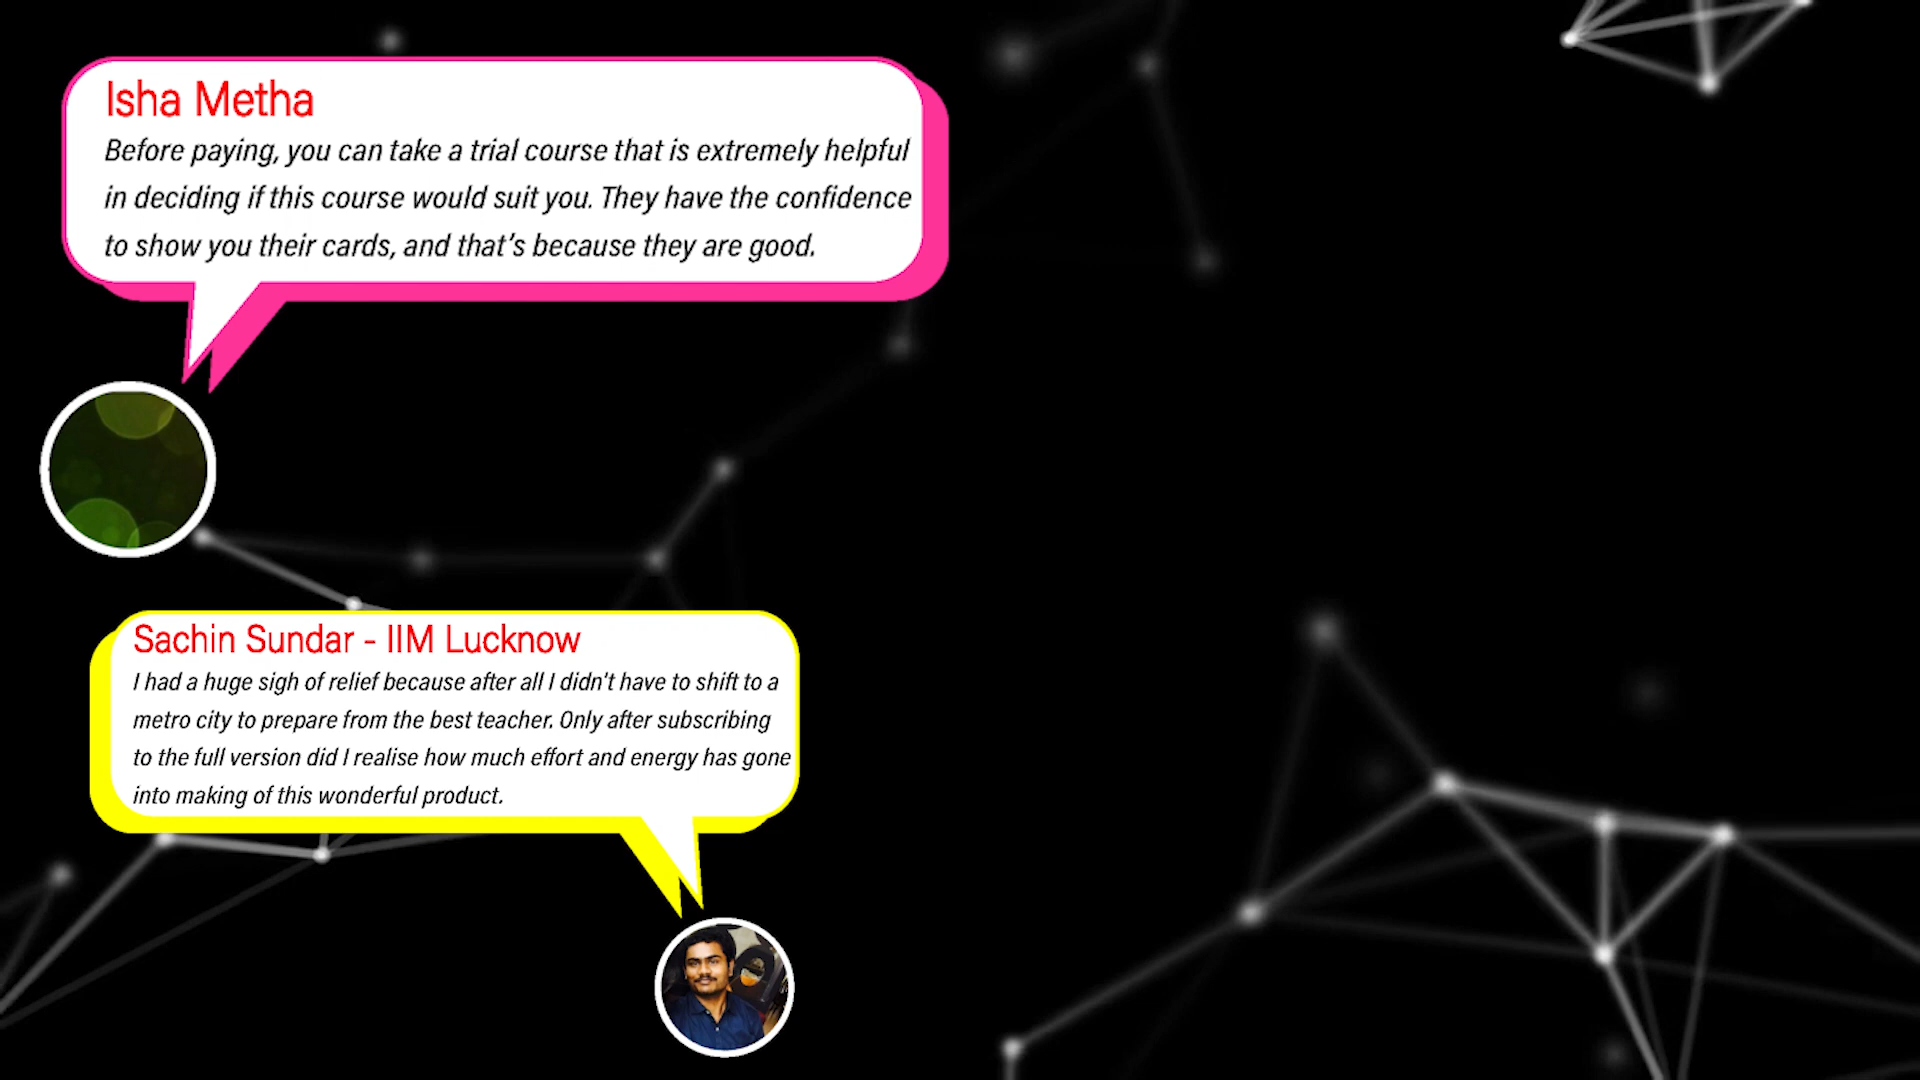 Isha Metha
Before paying, you can take a trial course that is extremely helpful
in deciding if this course would suit you. They have the confidence
to show you their cards, and that's because they are good.
Sachin Sundar - IIM Lucknow
I had a huge sigh of relief because after all I didn't have to shift to a
metro city to prepare from the best teacher. Only after subscribing
to the full version did I realise how much effort and energy has gone
into making of this wonderful product.